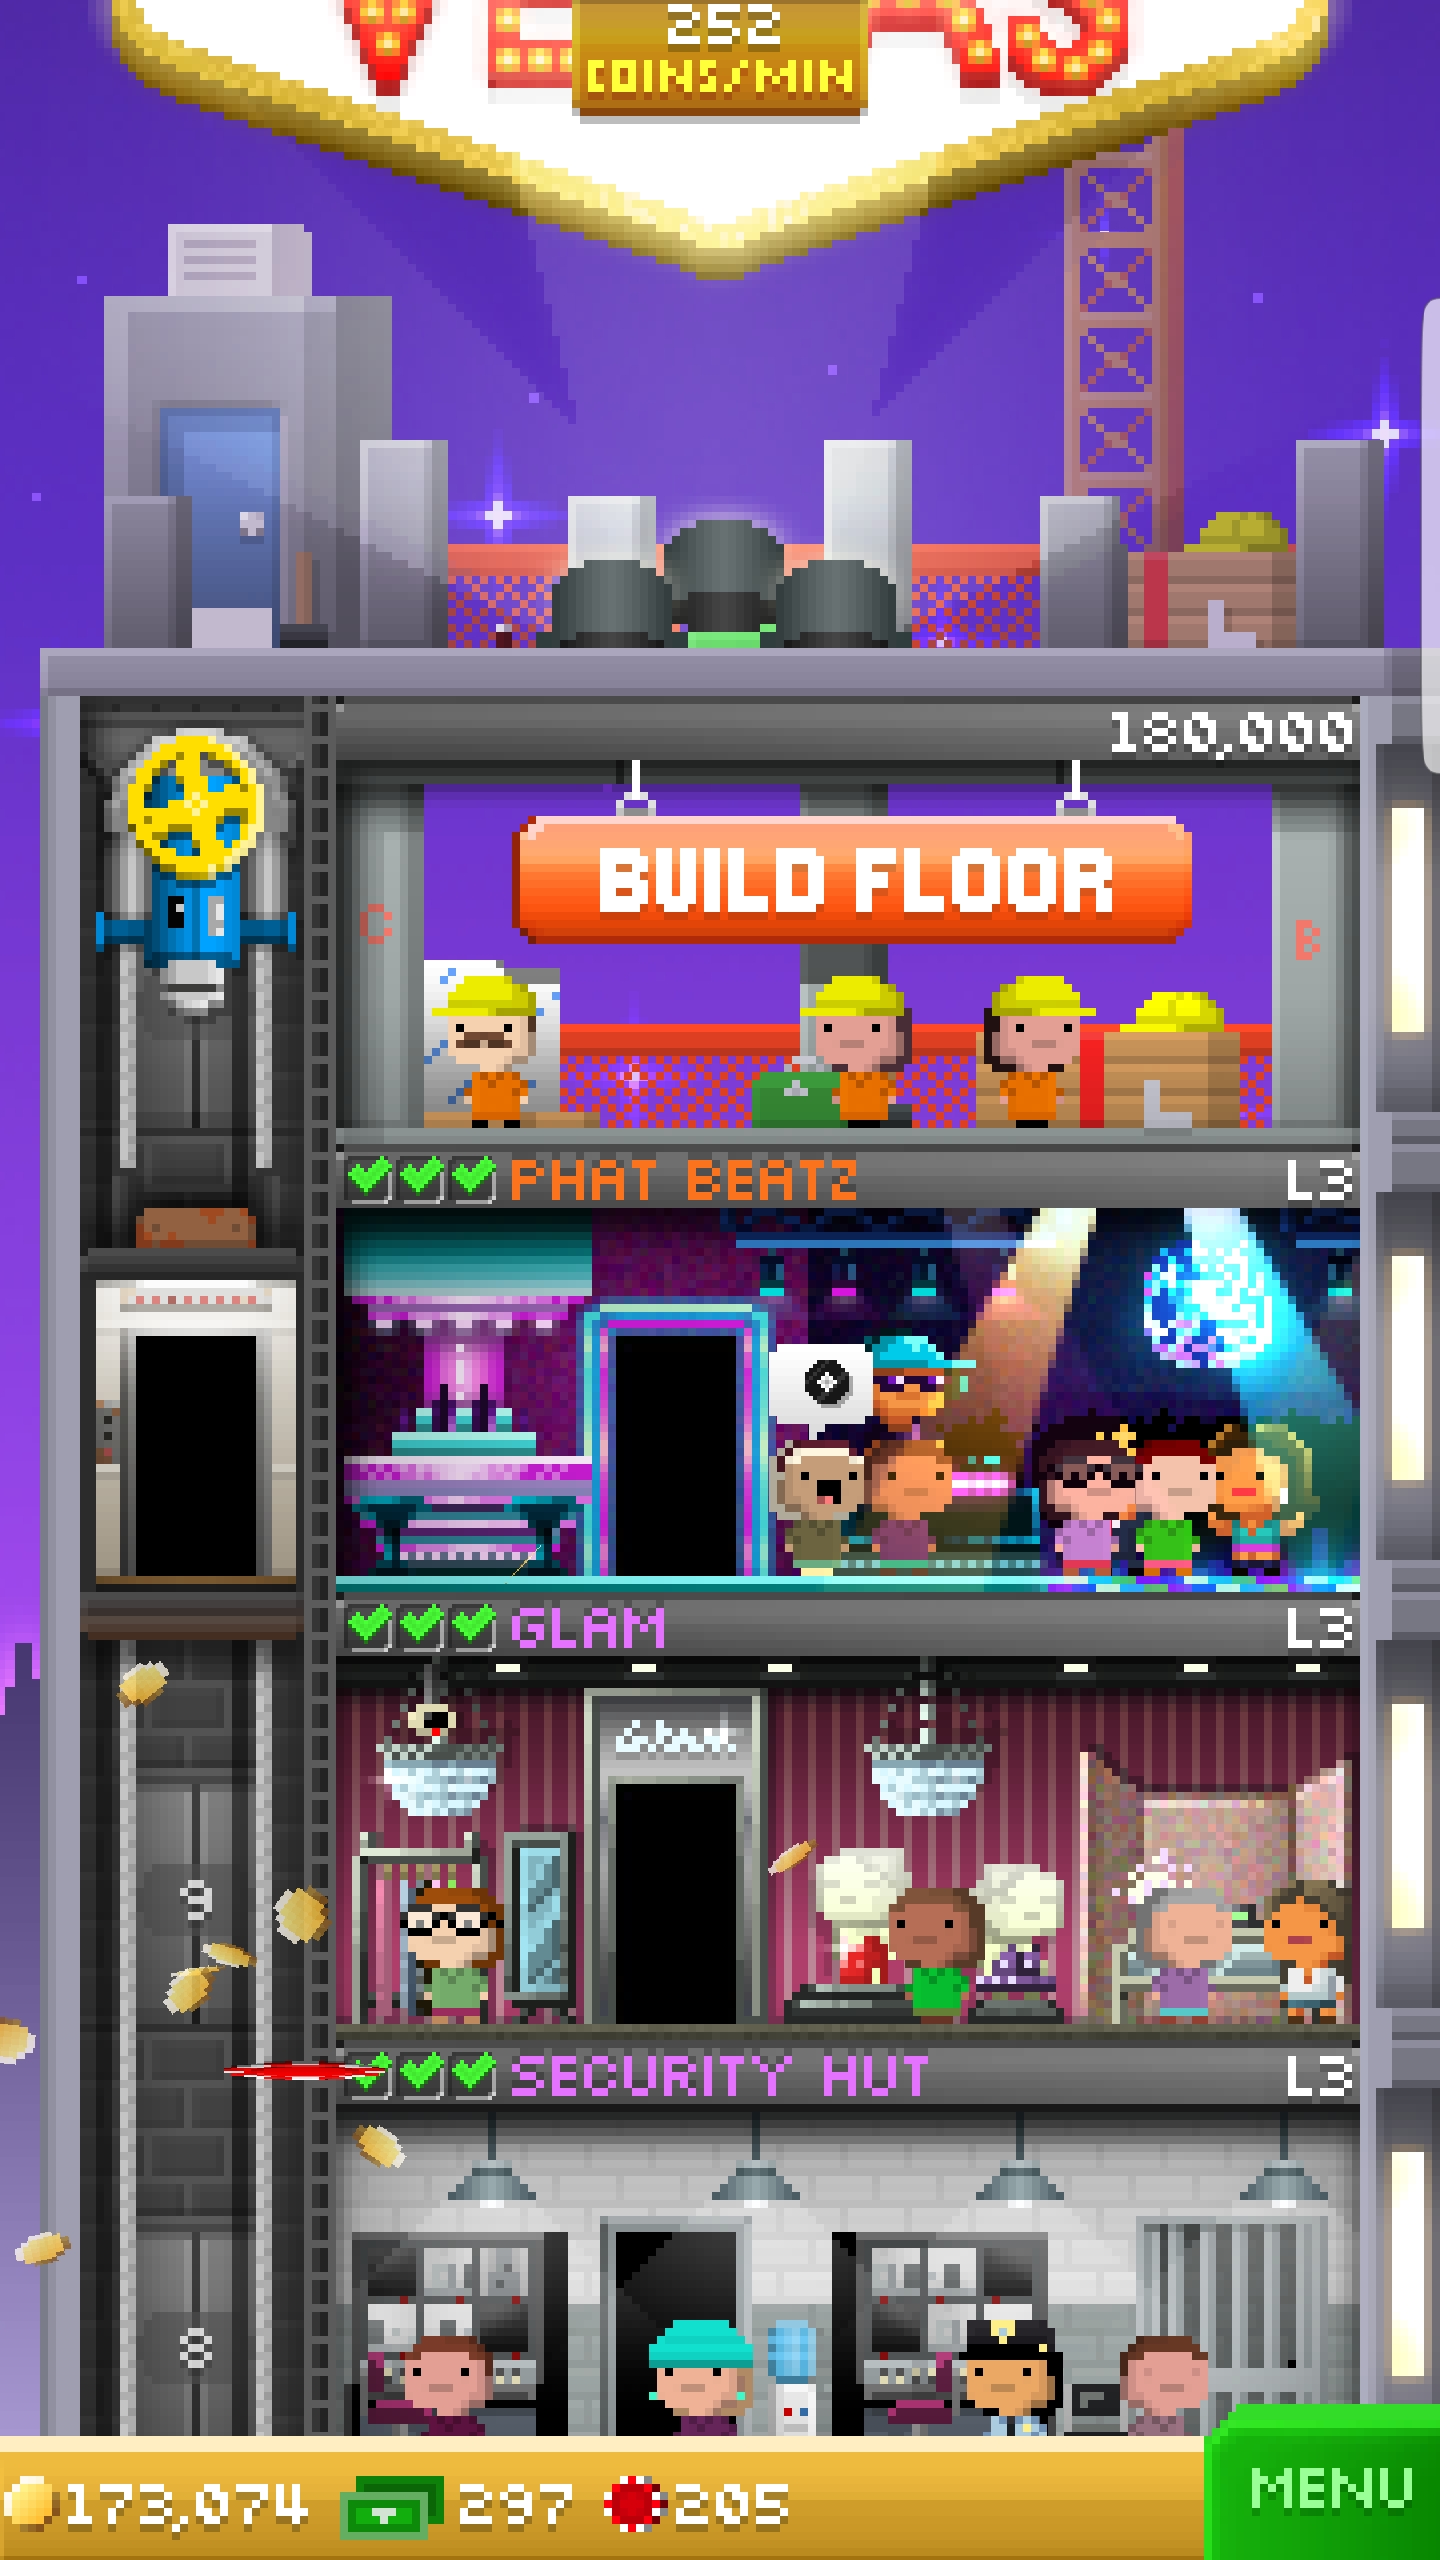 VEGAS
252
COINS/MIN
180,000
BUILD FLOOR
C
B
PHAT BEATZ L3
GLAM L3
Glam
9
SECURITY HUT L3
8
173,074 297 205
MENU